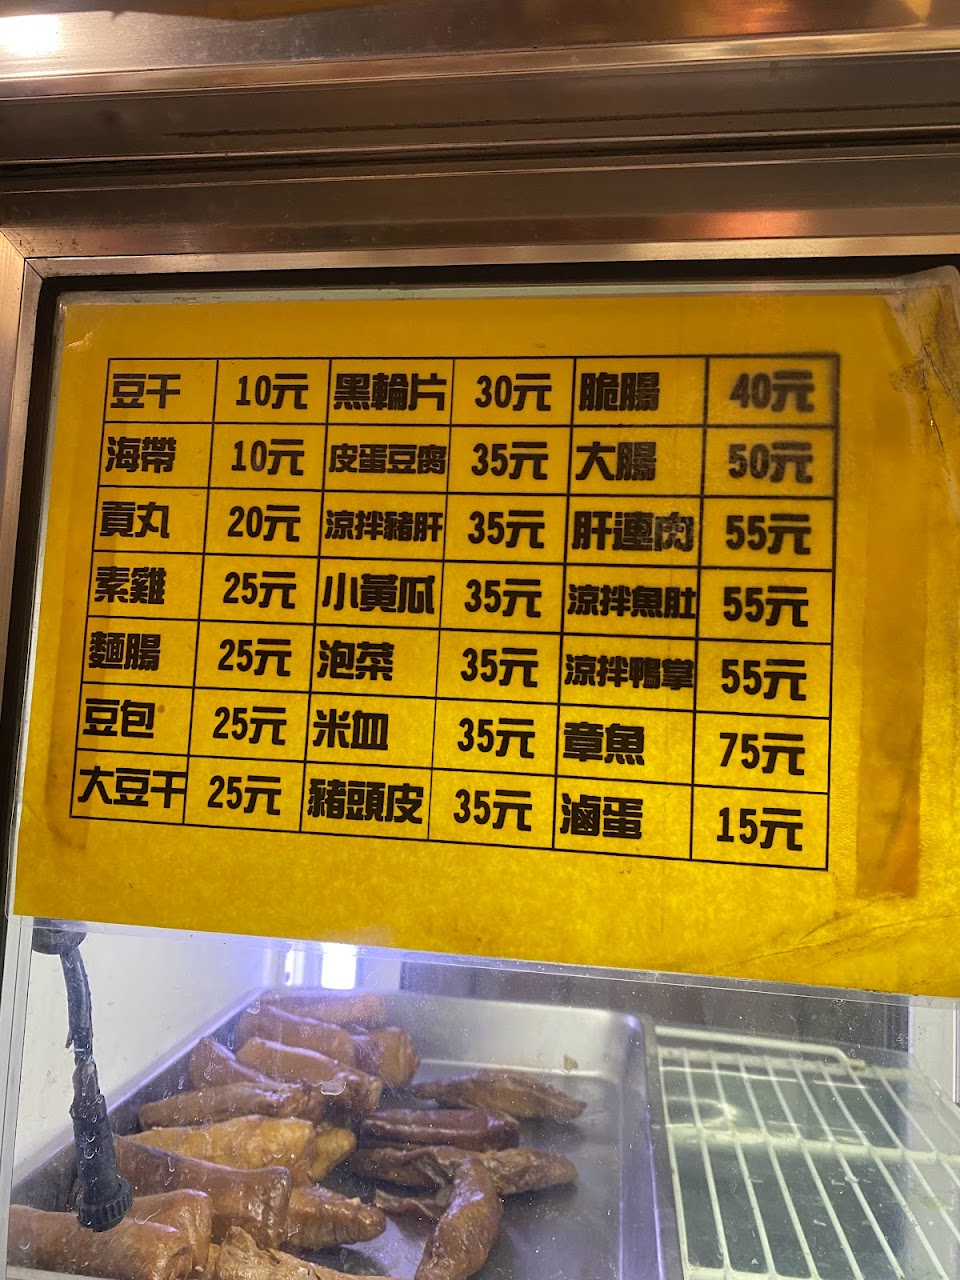 豆干 10元 黑輪片 30元 脆腸 40元
海帶 10元 皮蛋豆腐 35元 大腸 50元
貢丸 20元 涼拌豬肝 35元 肝連肉 55元
素雞 25元 小黃瓜 35元 涼拌魚肚 55元
麵腸 25元 泡菜 35元 涼拌鴨掌 55元
豆包 25元 米血 35元 章魚 75元
大豆干 25元 豬頭皮 35元 滷蛋 15元